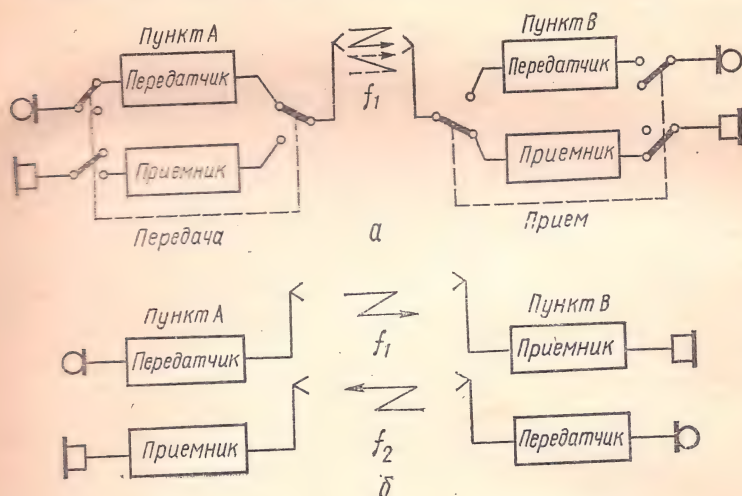 Пункт А
Передатчик
Приемник
Передача
f₁
Пункт В
Передатчик
Приемник
Прием
а
Пункт А
Передатчик
Приемник
f₁
f₂
Пункт В
Приемник
Передатчик
б